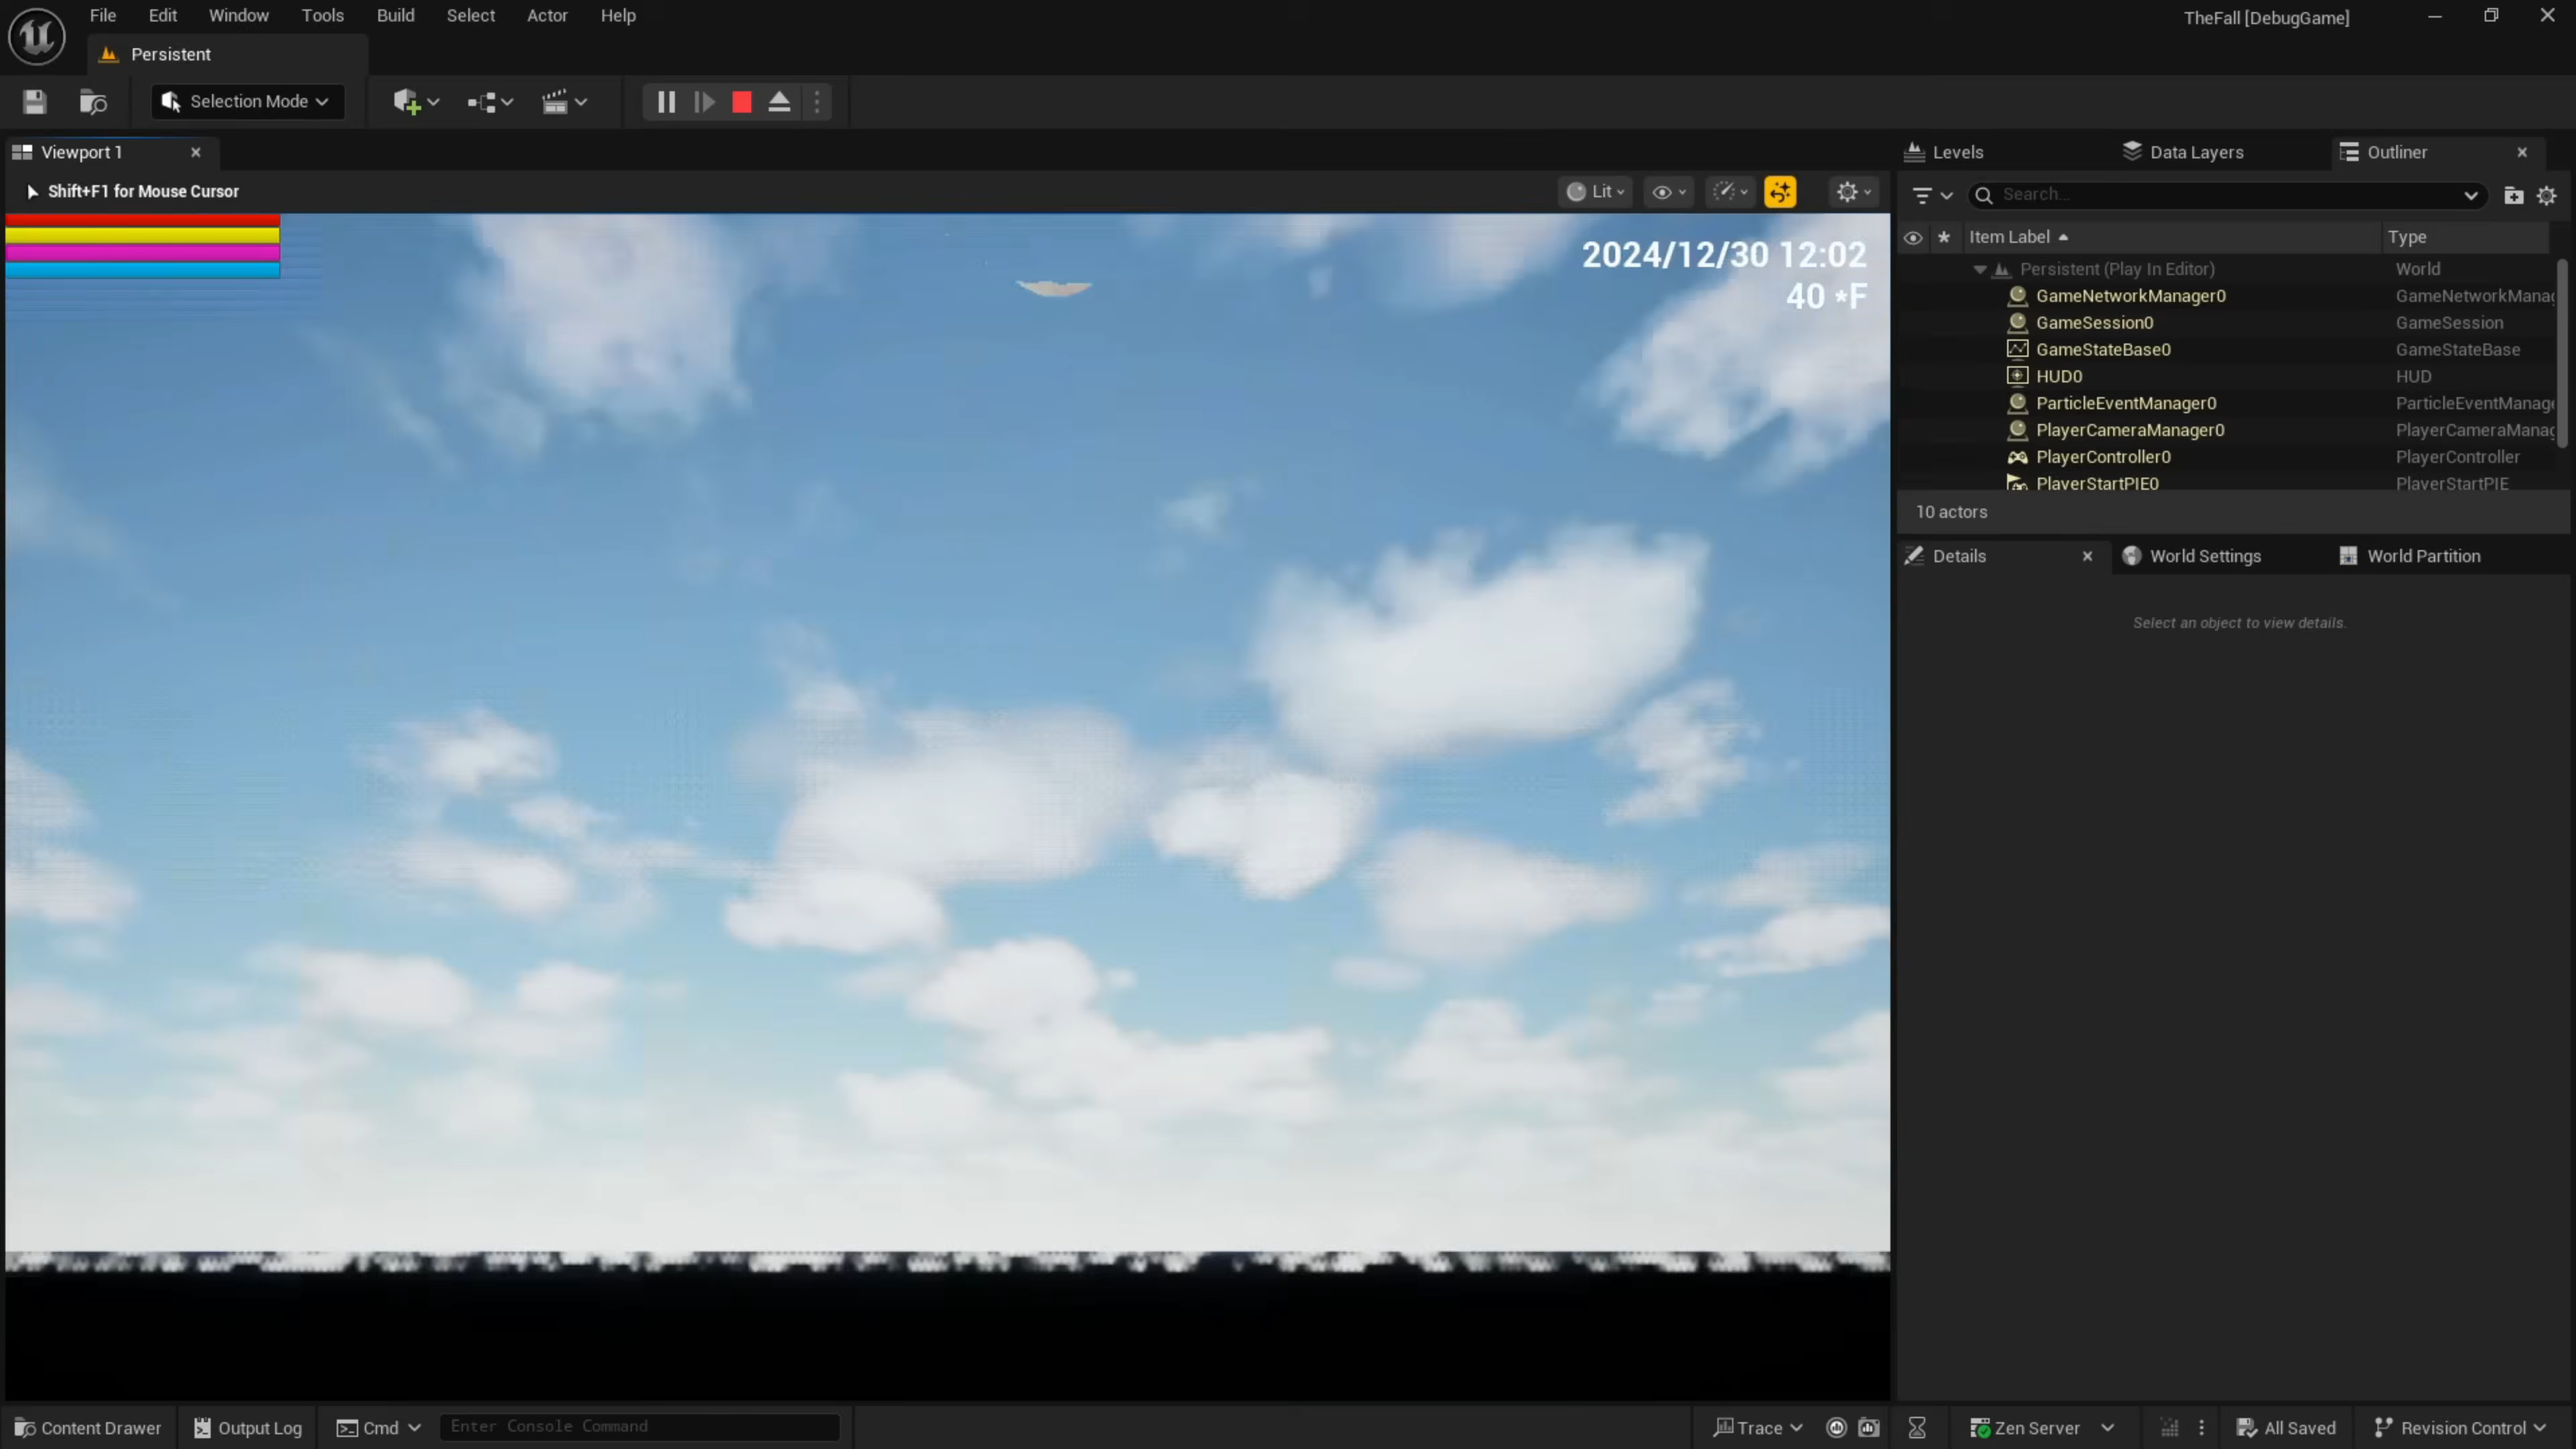 File Edit Window Tools Build Select Actor Help
TheFall [DebugGame]
Persistent
Selection Mode
Viewport 1
Levels
Data Layers
Outliner
Shift+F1 for Mouse Cursor
Lit
Search...
Item Label
Type
2024/12/30 12:02
40 *F
Persistent (Play In Editor) World
GameNetworkManager0 GameNetworkManag
GameSession0 GameSession
GameStateBase0 GameStateBase
HUD0 HUD
ParticleEventManager0 ParticleEventManage
PlayerCameraManager0 PlayerCameraManag
PlayerController0 PlayerController
PlayerStartPIE0 PlayerStartPIE
10 actors
Details
World Settings
World Partition
Select an object to view details.
Content Drawer
Output Log
Cmd
Enter Console Command
Trace
Zen Server
All Saved
Revision Control